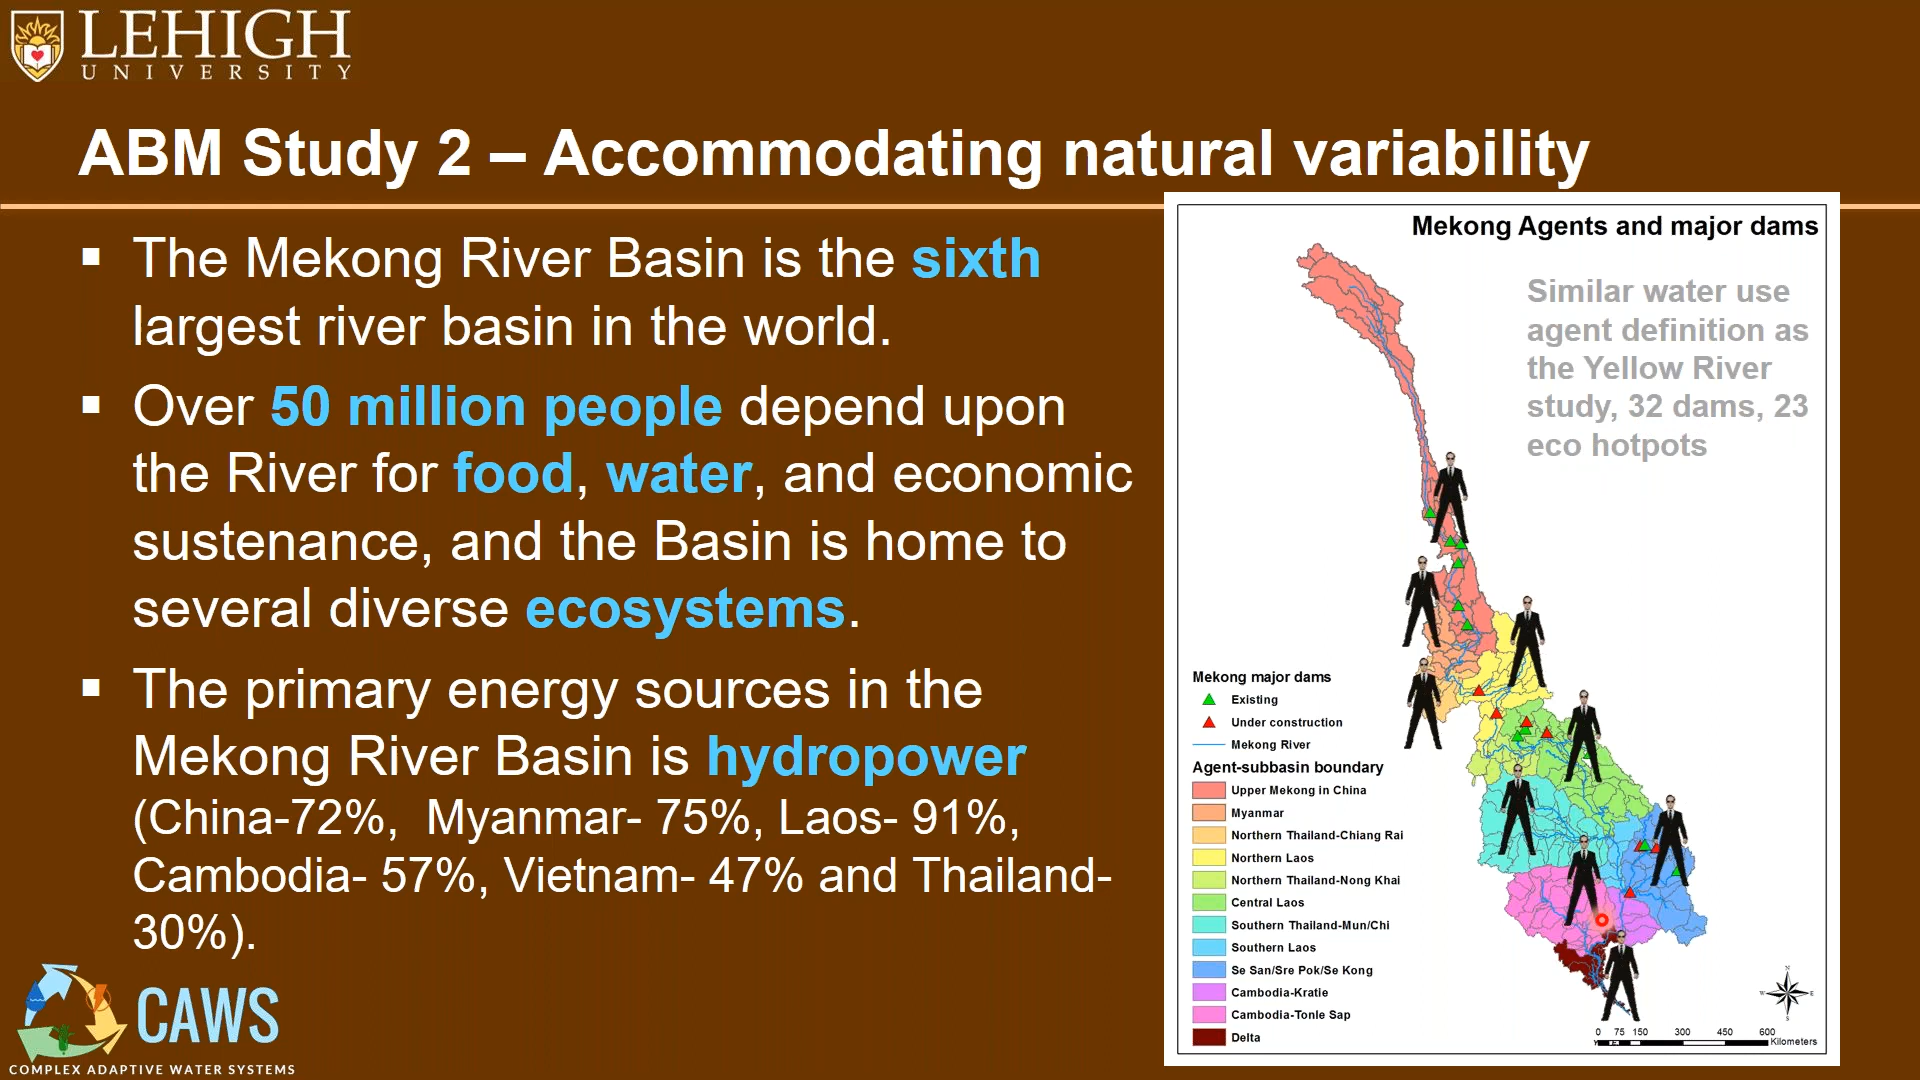 LEHIGH
UNIVERSITY
ABM Study 2 – Accommodating natural variability
▪ The Mekong River Basin is the sixth
largest river basin in the world.
▪ Over 50 million people depend upon
the River for food, water, and economic
sustenance, and the Basin is home to
several diverse ecosystems.
▪ The primary energy sources in the
Mekong River Basin is hydropower
(China-72%,  Myanmar- 75%, Laos- 91%,
Cambodia- 57%, Vietnam- 47% and Thailand-
30%).
CAWS
COMPLEX ADAPTIVE WATER SYSTEMS
Mekong Agents and major dams
Similar water use
agent definition as
the Yellow River
study, 32 dams, 23
eco hotpots
Mekong major dams
Existing
Under construction
Mekong River
Agent-subbasin boundary
Upper Mekong in China
Myanmar
Northern Thailand-Chiang Rai
Northern Laos
Northern Thailand-Nong Khai
Central Laos
Southern Thailand-Mun/Chi
Southern Laos
Se San/Sre Pok/Se Kong
Cambodia-Kratie
Cambodia-Tonle Sap
Delta
N
W E
S
0 75 150 300 450 600
Kilometers